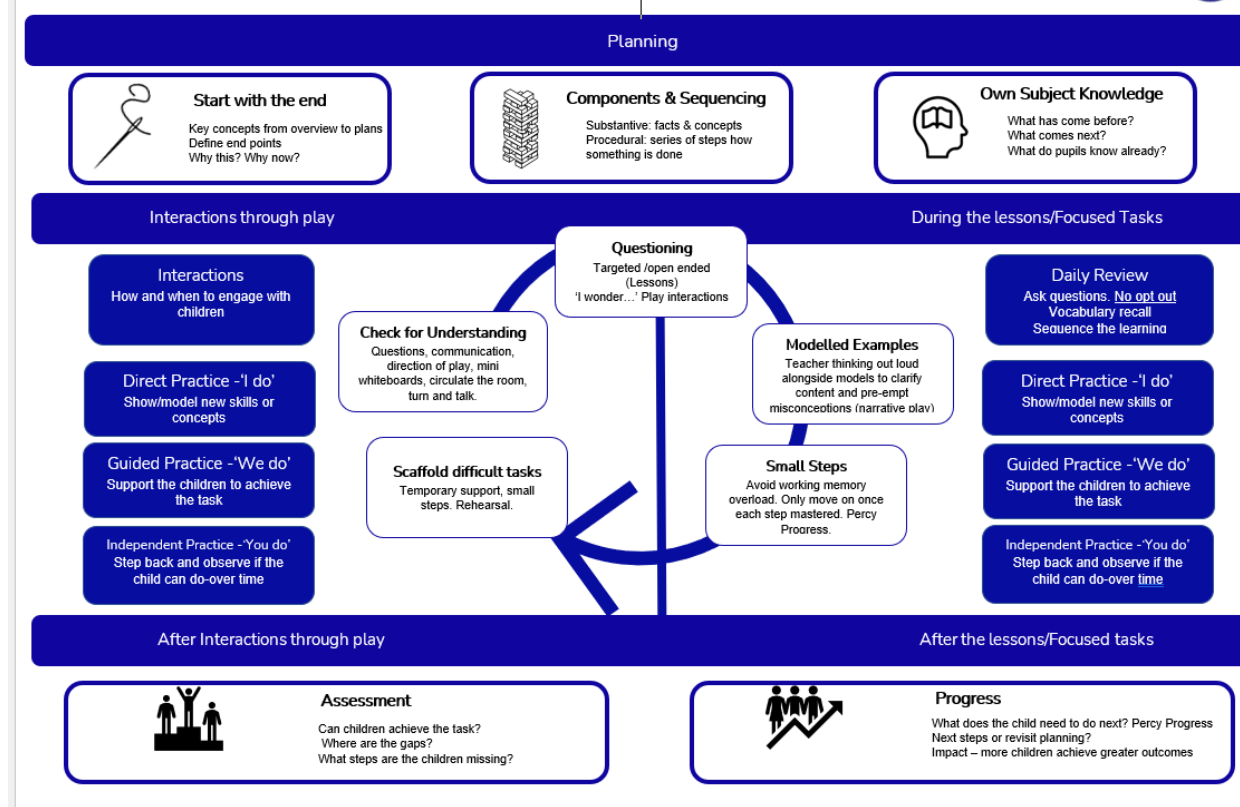 Planning
Start with the end
Key concepts from overview to plans
Define end points
Why this? Why now?
Components & Sequencing
Substantive: facts & concepts
Procedural: series of steps how
something is done
Own Subject Knowledge
What has come before?
What comes next?
What do pupils know already?
Interactions through play
During the lessons/Focused Tasks
Interactions
How and when to engage with
children
Direct Practice -‘I do’
Show/model new skills or
concepts
Guided Practice -‘We do’
Support the children to achieve
the task
Independent Practice -‘You do’
Step back and observe if the
child can do-over time
Questioning
Targeted /open ended
(Lessons)
‘I wonder…’ Play interactions
Check for Understanding
Questions, communication,
direction of play, mini
whiteboards, circulate the room,
turn and talk.
Modelled Examples
Teacher thinking out loud
alongside models to clarify
content and pre-empt
misconceptions (narrative play)
Scaffold difficult tasks
Temporary support, small
steps. Rehearsal.
Small Steps
Avoid working memory
overload. Only move on once
each step mastered. Percy
Progress.
Daily Review
Ask questions. No opt out
Vocabulary recall
Sequence the learning
Direct Practice -‘I do’
Show/model new skills or
concepts
Guided Practice -‘We do’
Support the children to achieve
the task
Independent Practice -‘You do’
Step back and observe if the
child can do-over time
After Interactions through play
After the lessons/Focused tasks
Assessment
Can children achieve the task?
Where are the gaps?
What steps are the children missing?
Progress
What does the child need to do next? Percy Progress
Next steps or revisit planning?
Impact – more children achieve greater outcomes